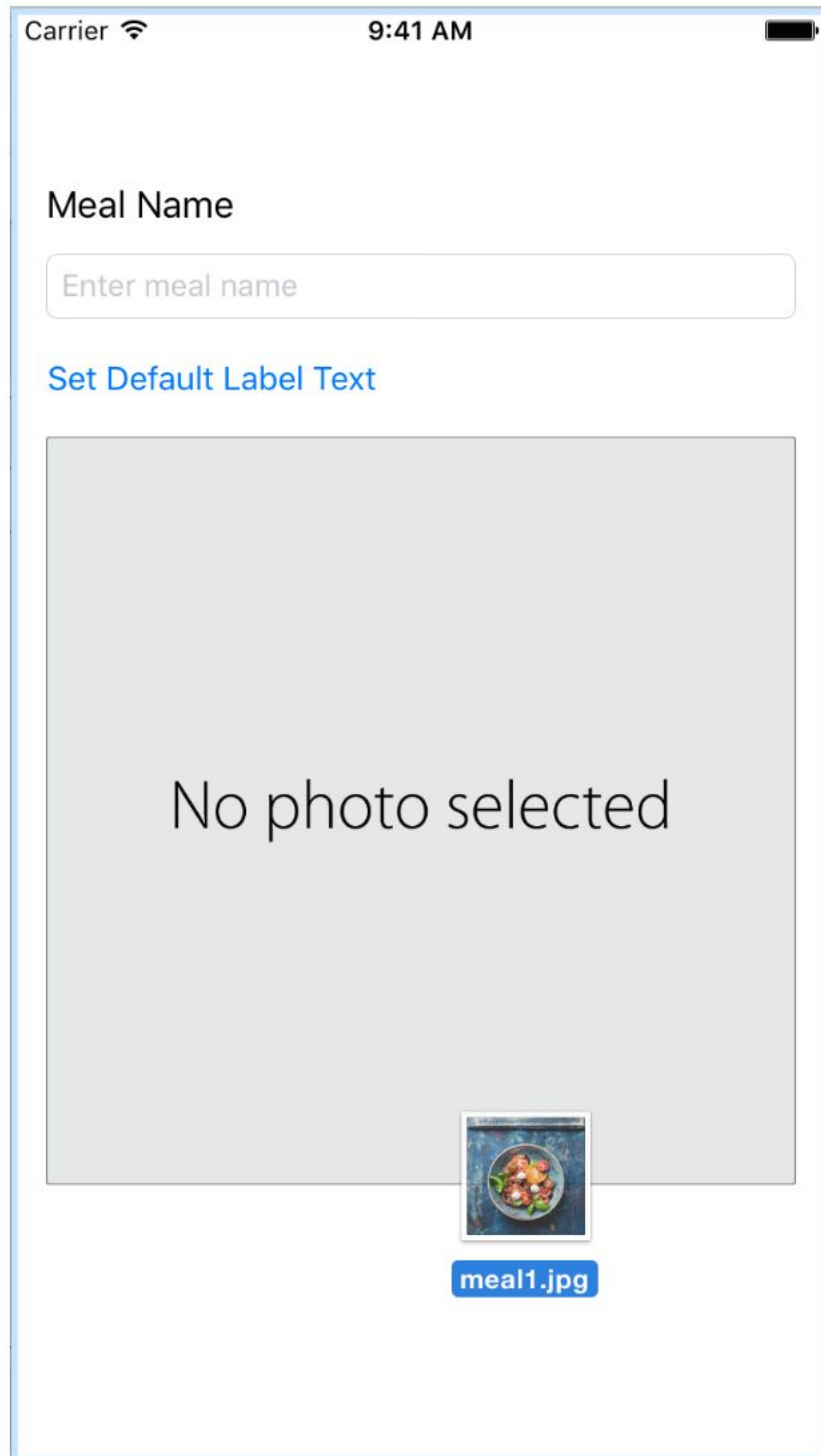 Carrier
9:41 AM
Meal Name
Enter meal name
Set Default Label Text
No photo selected
meal1.jpg